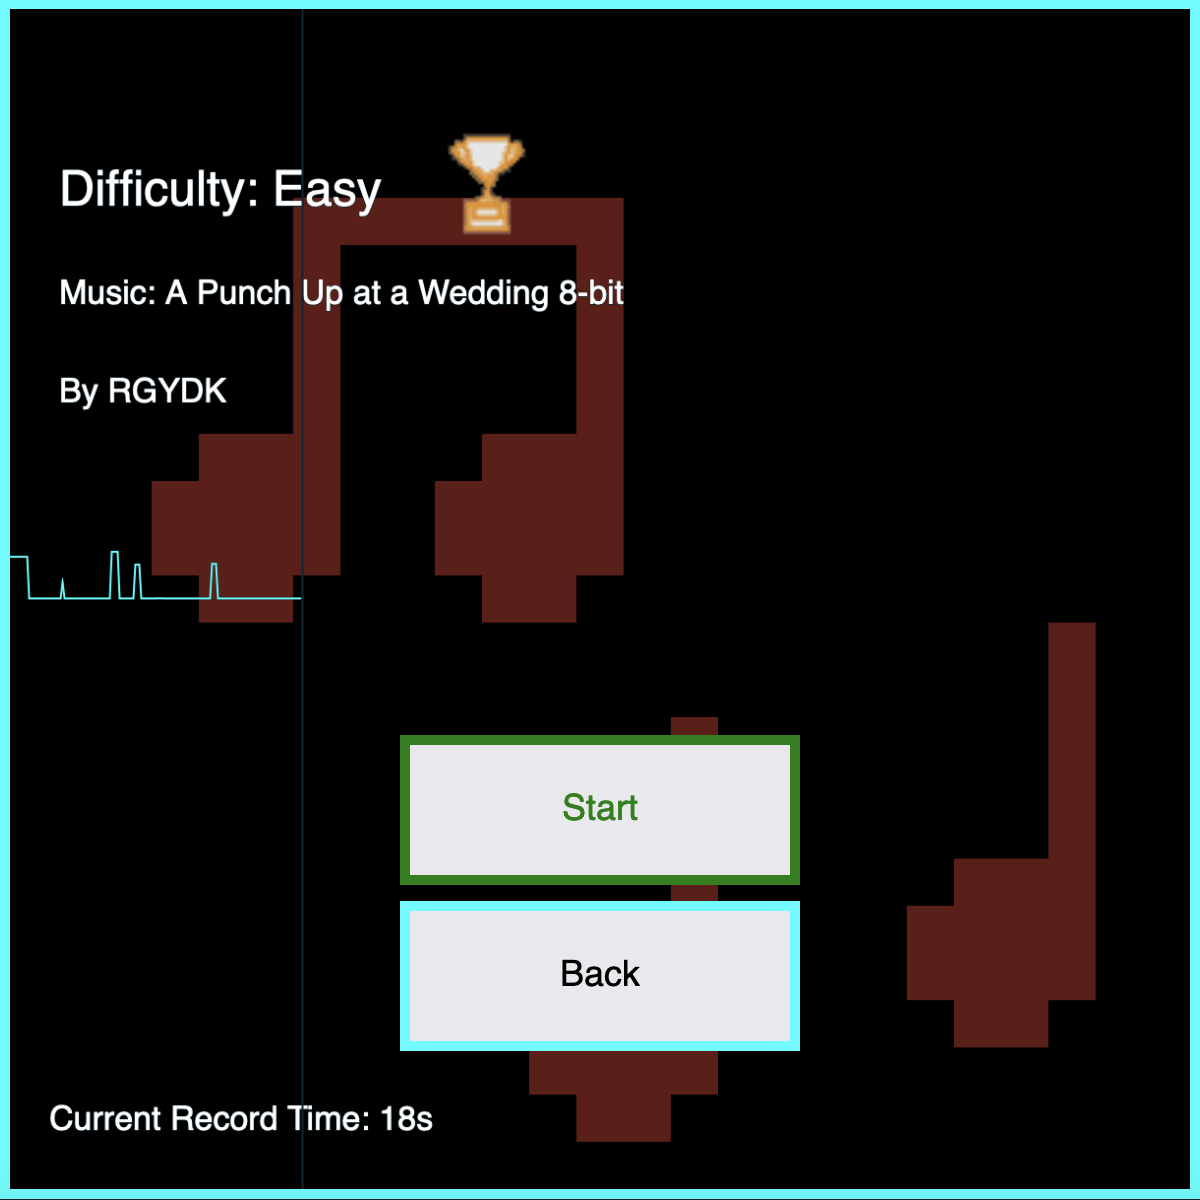 Difficulty: Easy
Music: A Punch Up at a Wedding 8-bit
By RGYDK
Start
Back
Current Record Time: 18s